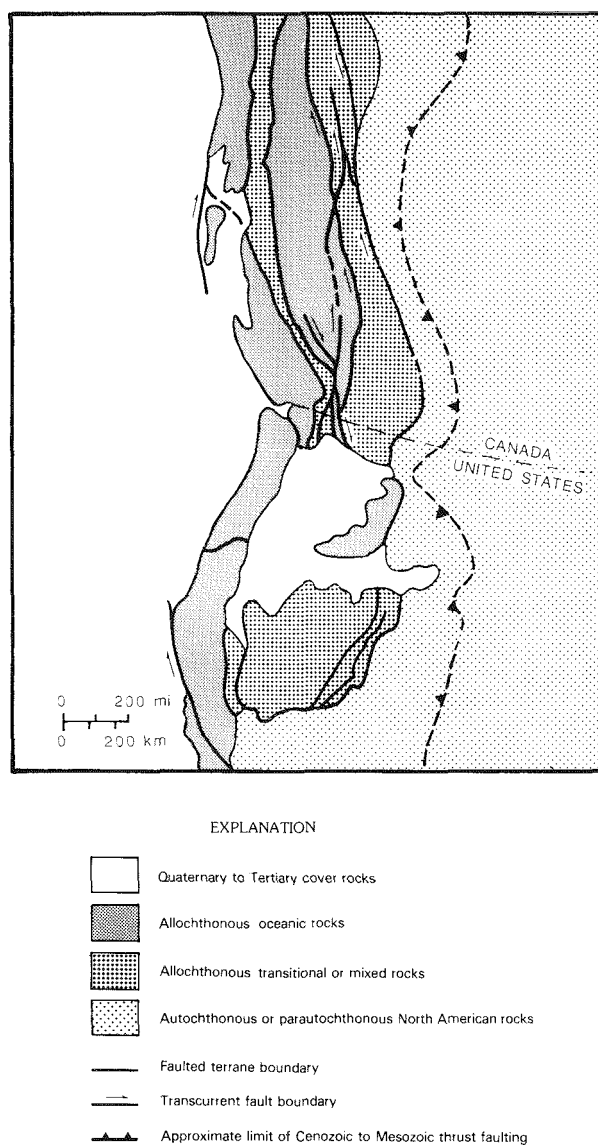 CANADA
UNITED STATES
0 200 mi
0 200 km
EXPLANATION
Quaternary to Tertiary cover rocks
Allochthonous oceanic rocks
Allochthonous transitional or mixed rocks
Autochthonous or parautochthonous North American rocks
Faulted terrane boundary
Transcurrent fault boundary
Approximate limit of Cenozoic to Mesozoic thrust faulting